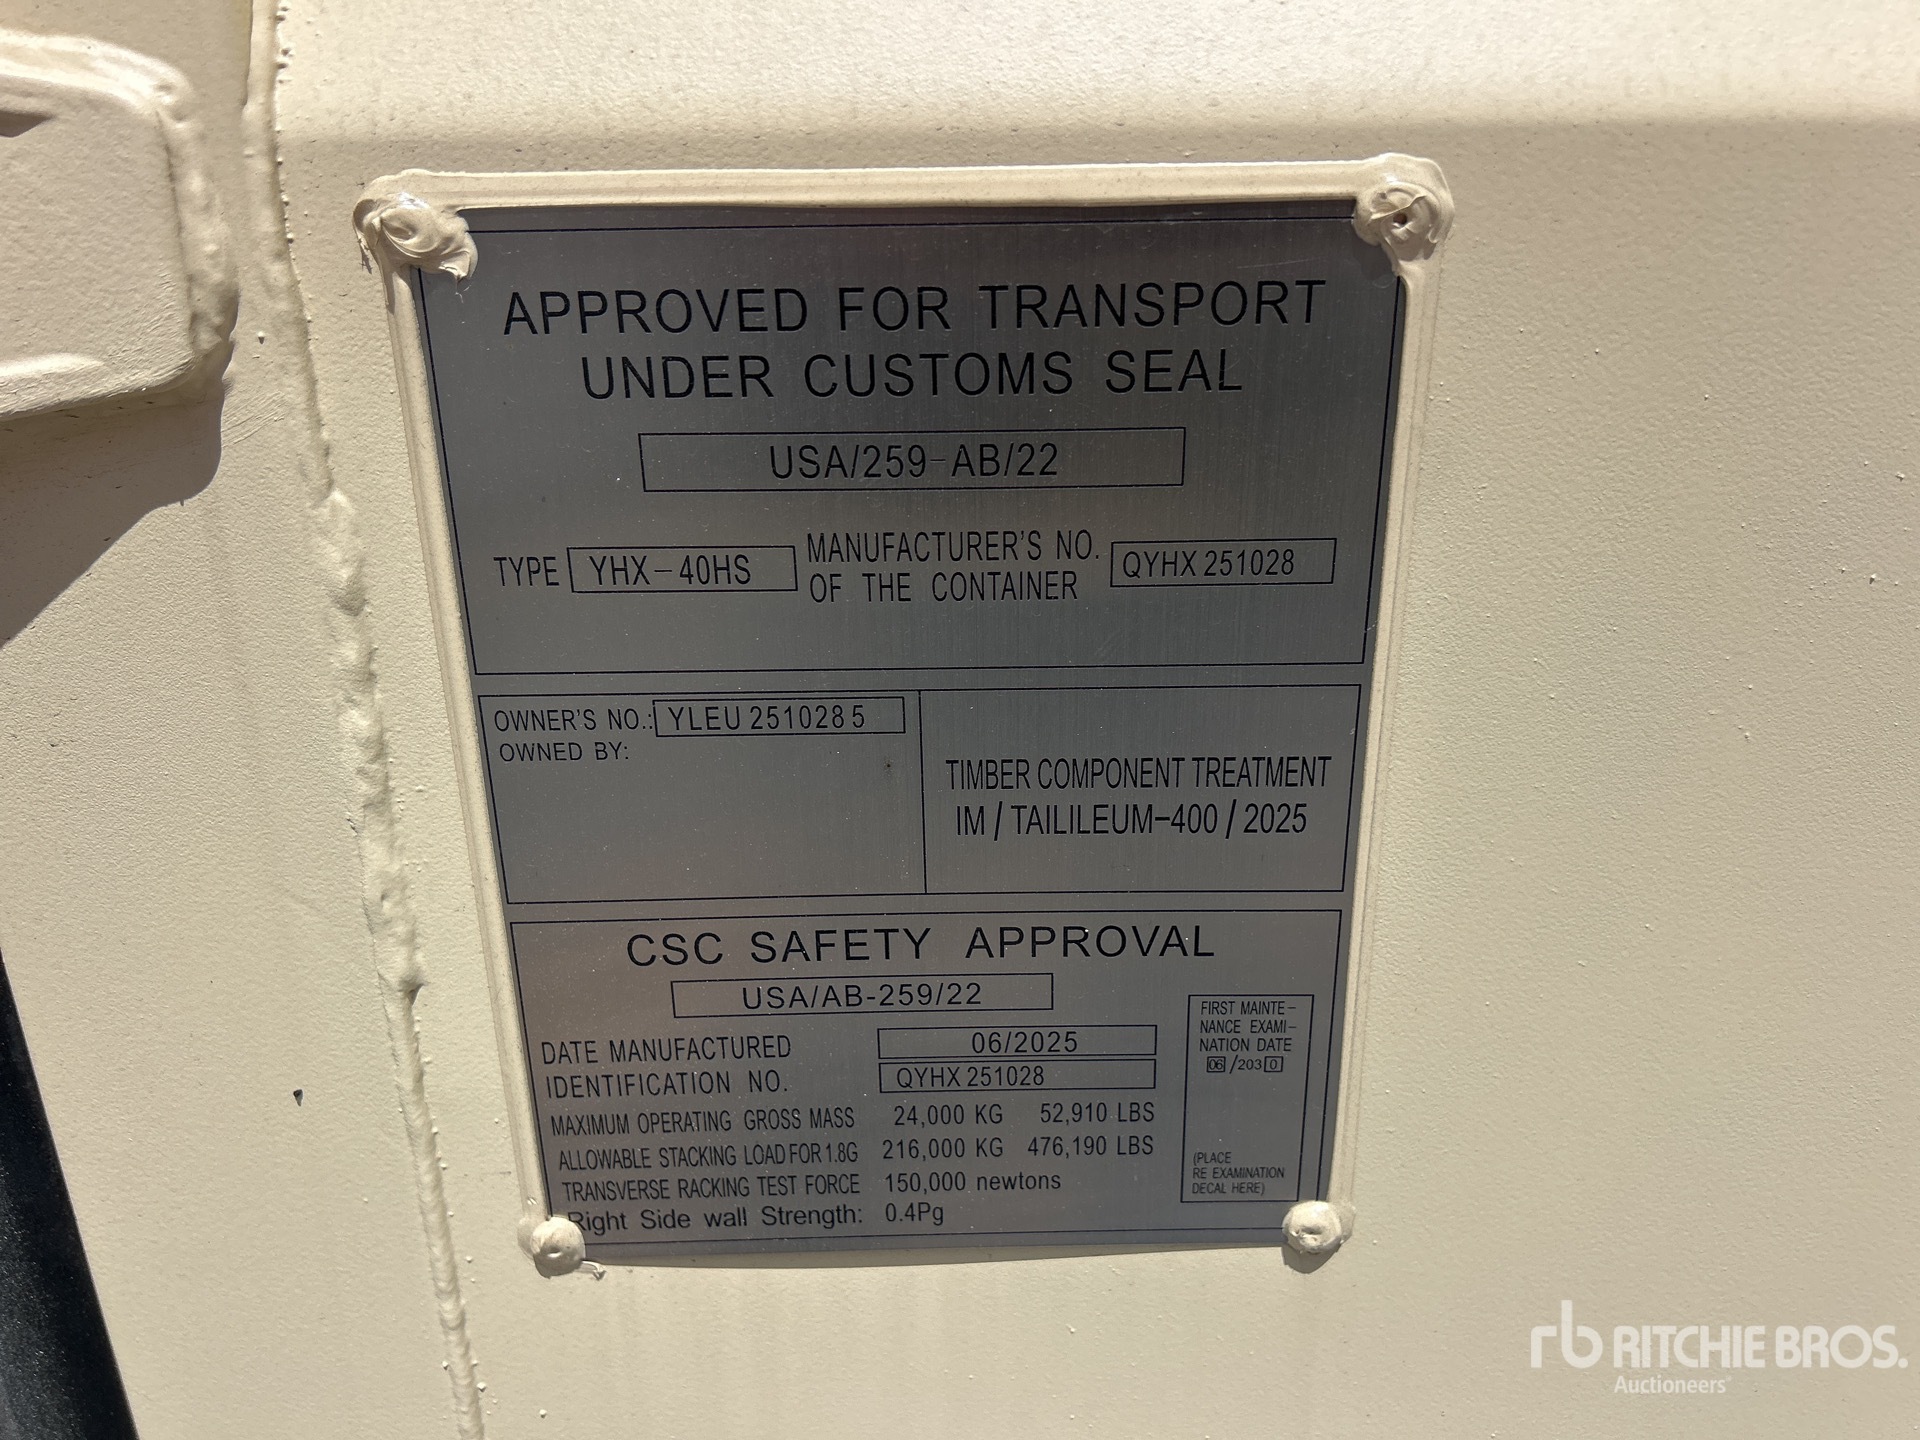 APPROVED FOR TRANSPORT
UNDER CUSTOMS SEAL
USA/259-AB/22
TYPE YHX-40HS
MANUFACTURER'S NO.
OF THE CONTAINER
QYHX 251028
OWNER'S NO.: YLEU 251028 5
OWNED BY:
TIMBER COMPONENT TREATMENT
IM / TAILILEUM-400 / 2025
CSC SAFETY APPROVAL
USA/AB-259/22
DATE MANUFACTURED 06/2025
IDENTIFICATION NO. QYHX 251028
MAXIMUM OPERATING GROSS MASS 24,000 KG 52,910 LBS
ALLOWABLE STACKING LOAD FOR 1.8G 216,000 KG 476,190 LBS
TRANSVERSE RACKING TEST FORCE 150,000 newtons
Right Side wall Strength: 0.4Pg
FIRST MAINTE-
NANCE EXAMI-
NATION DATE
06/2030
(PLACE
RE EXAMINATION
DECAL HERE)
rb RITCHIE BROS.
Auctioneers